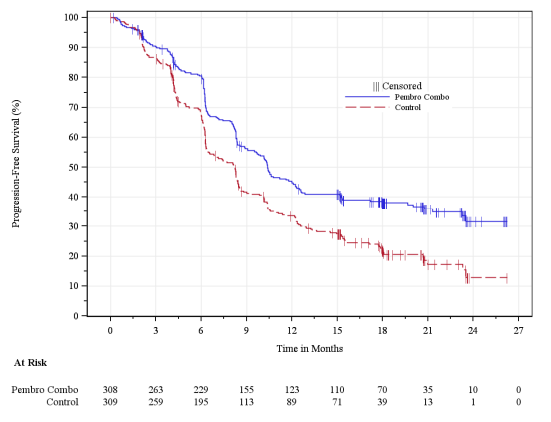 100
90
80
70
60
50
40
30
20
10
0
Progression-Free Survival (%)
||| Censored
Pembro Combo
Control
0 3 6 9 12 15 18 21 24 27
Time in Months
At Risk
Pembro Combo 308 263 229 155 123 110 70 35 10 0
Control 309 259 195 113 89 71 39 13 1 0